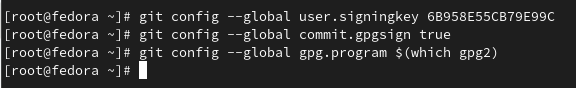 [root@fedora ~]# git config --global user.signingkey 6B958E55CB79E99C
[root@fedora ~]# git config --global commit.gpgsign true
[root@fedora ~]# git config --global gpg.program $(which gpg2)
[root@fedora ~]#